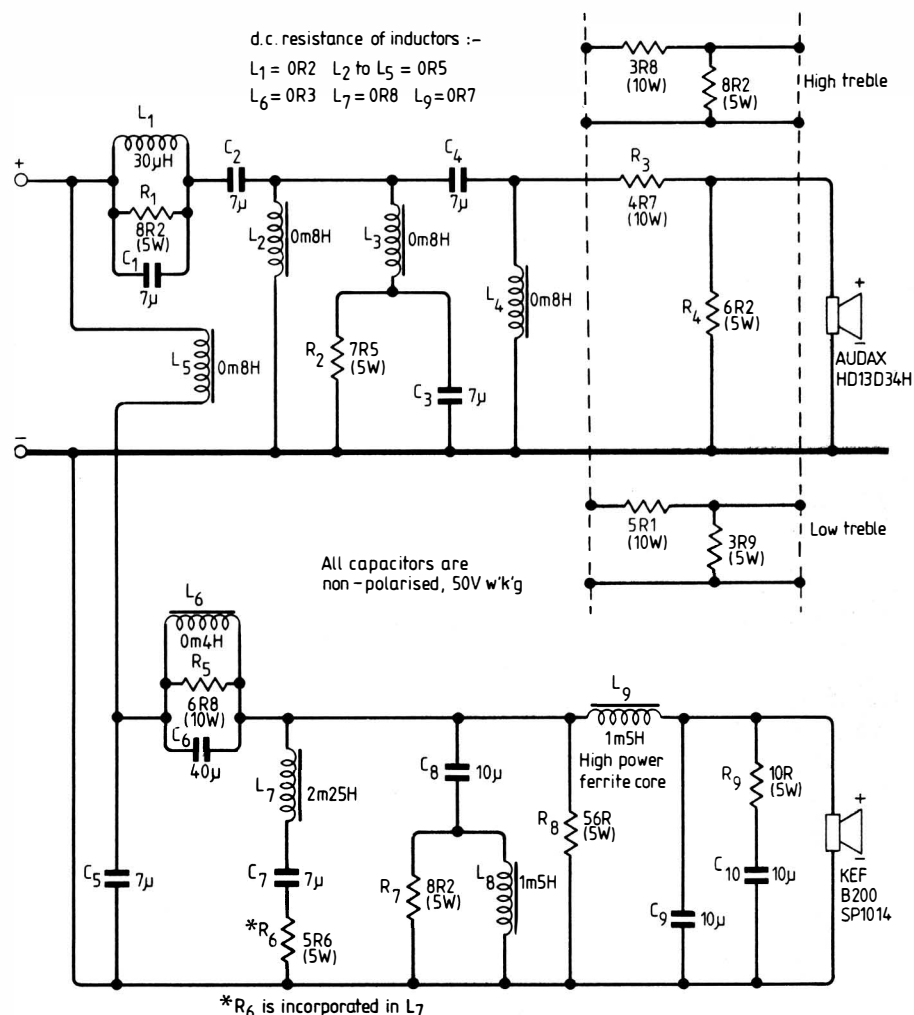 d.c. resistance of inductors :-
L1 = 0R2 L2 to L5 = 0R5
L6 = 0R3 L7 = 0R8 L9 = 0R7
3R8
(10W)
8R2
(5W)
High treble
L1
30µH
R1
8R2
(5W)
C1
7µ
+
C2
7µ
L2
0m8H
L3
0m8H
C4
7µ
L4
0m8H
R3
4R7
(10W)
R4
6R2
(5W)
+
−
AUDAX
HD13D34H
L5
0m8H
R2
7R5
(5W)
C3
7µ
−
5R1
(10W)
3R9
(5W)
Low treble
All capacitors are
non-polarised, 50V w'k'g
L6
0m4H
R5
6R8
(10W)
C6
40µ
L7
2m25H
C8
10µ
L9
1m5H
High power
ferrite core
R8
56R
(5W)
R9
10R
(5W)
+
−
KEF
B200
SP1014
C5
7µ
C7
7µ
*R6
5R6
(5W)
R7
8R2
(5W)
L8
1m5H
C9
10µ
C10
10µ
*R6 is incorporated in L7